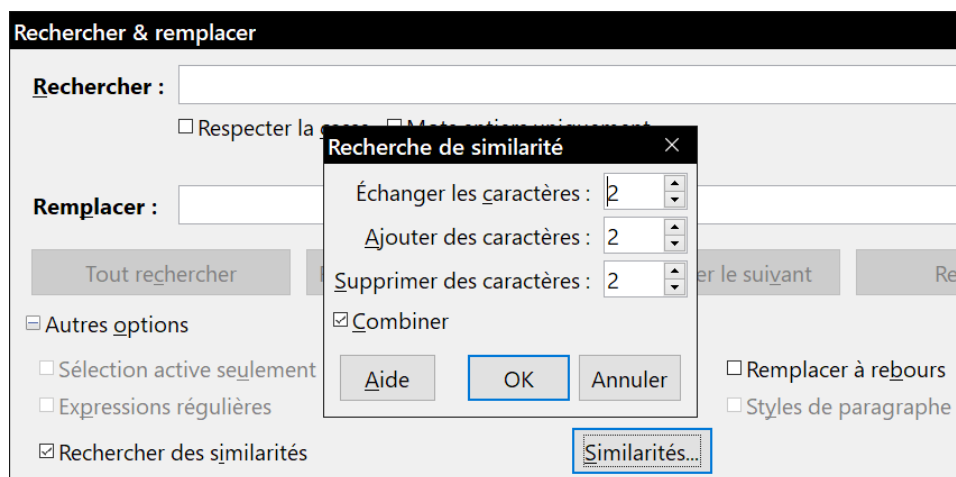 Rechercher & remplacer
Rechercher :
Respecter la
Recherche de similarité
Échanger les caractères : 2
Remplacer :
Ajouter des caractères : 2
Tout rechercher
er le suivant
Re
Supprimer des caractères : 2
Autres options
Combiner
Sélection active seulement
Aide
OK
Annuler
Remplacer à rebours
Expressions régulières
Styles de paragraphe
Rechercher des similarités
Similarités...